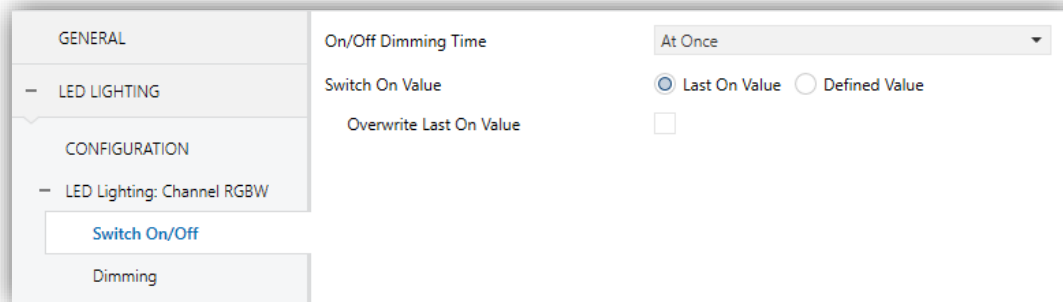 GENERAL
LED LIGHTING
CONFIGURATION
LED Lighting: Channel RGBW
Switch On/Off
Dimming
On/Off Dimming Time At Once
Switch On Value Last On Value Defined Value
Overwrite Last On Value